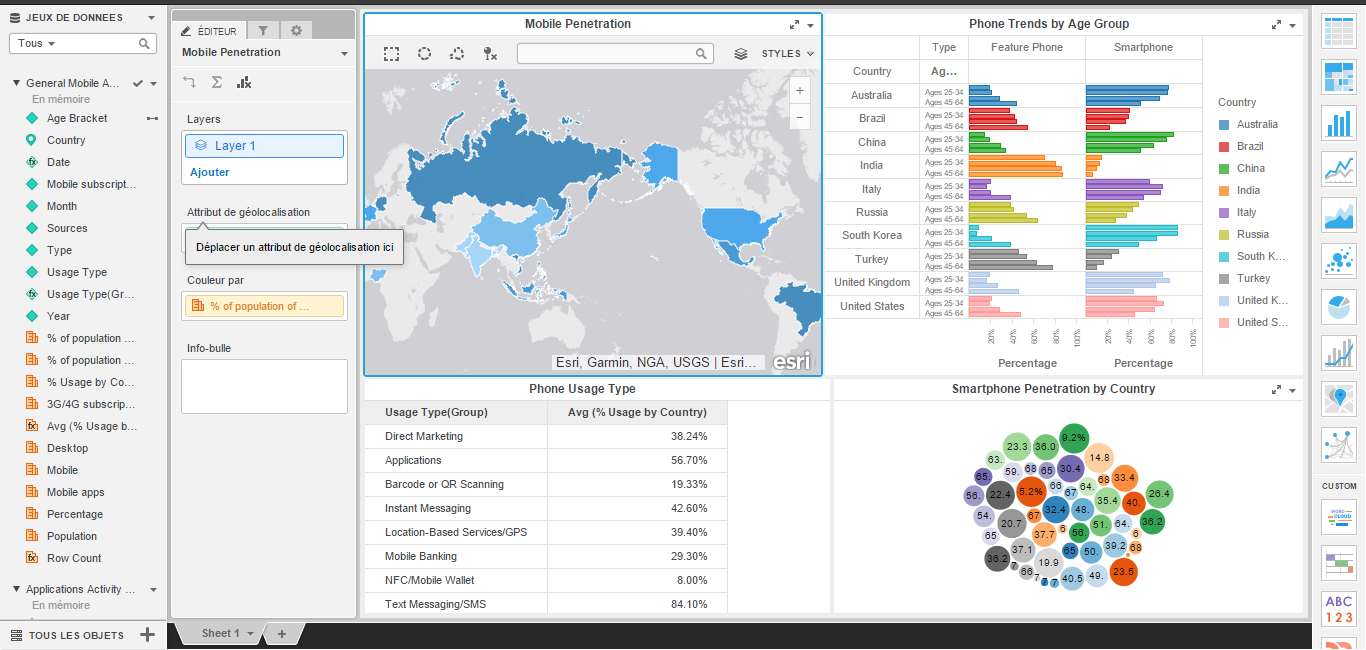 JEUX DE DONNEES
Tous
General Mobile A...
En mémoire
Age Bracket
Country
Date
Mobile subscript...
Month
Sources
Type
Usage Type
Usage Type(Gr...
Year
% of population ...
% of population ...
% Usage by Co...
3G/4G subscrip...
Avg (% Usage b...
Desktop
Mobile
Mobile apps
Percentage
Population
Row Count
Applications Activity ...
En mémoire
TOUS LES OBJETS
ÉDITEUR
Mobile Penetration
Layers
Layer 1
Ajouter
Attribut de géolocalisation
Déplacer un attribut de géolocalisation ici
Couleur par
% of population of ...
Info-bulle
Mobile Penetration
STYLES
+
−
Esri, Garmin, NGA, USGS | Esri...
esri
Phone Trends by Age Group
Type Feature Phone Smartphone
Country Ag...
Australia Ages 25-34
Ages 45-64
Brazil Ages 25-34
Ages 45-64
China Ages 25-34
Ages 45-64
India Ages 25-34
Ages 45-64
Italy Ages 25-34
Ages 45-64
Russia Ages 25-34
Ages 45-64
South Korea Ages 25-34
Ages 45-64
Turkey Ages 25-34
Ages 45-64
United Kingdom Ages 25-34
Ages 45-64
United States Ages 25-34
Ages 45-64
20% 40% 60% 80% 100% 20% 40% 60% 80% 100%
Percentage Percentage
Country
Australia
Brazil
China
India
Italy
Russia
South K...
Turkey
United K...
United S...
Phone Usage Type
Usage Type(Group) Avg (% Usage by Country)
Direct Marketing 38.24%
Applications 56.70%
Barcode or QR Scanning 19.33%
Instant Messaging 42.60%
Location-Based Services/GPS 39.40%
Mobile Banking 29.30%
NFC/Mobile Wallet 8.00%
Text Messaging/SMS 84.10%
Smartphone Penetration by Country
23.3 36.0 9.2%
63. 14.8
65. 59. 68 65 30.4 68 33.4
56. 22.4 5.2% 66 67 64. 35.4 40. 26.4
54. 20.7 67 32.4 48. 51. 64. 36.2
65 37.7 6 56. 6
36.2 37.1 65 50. 39.2 68
7 66 19.9
7 7 7 40.5 49. 23.5
Sheet 1
+
CUSTOM
WORD
CLOUD
ABC
123